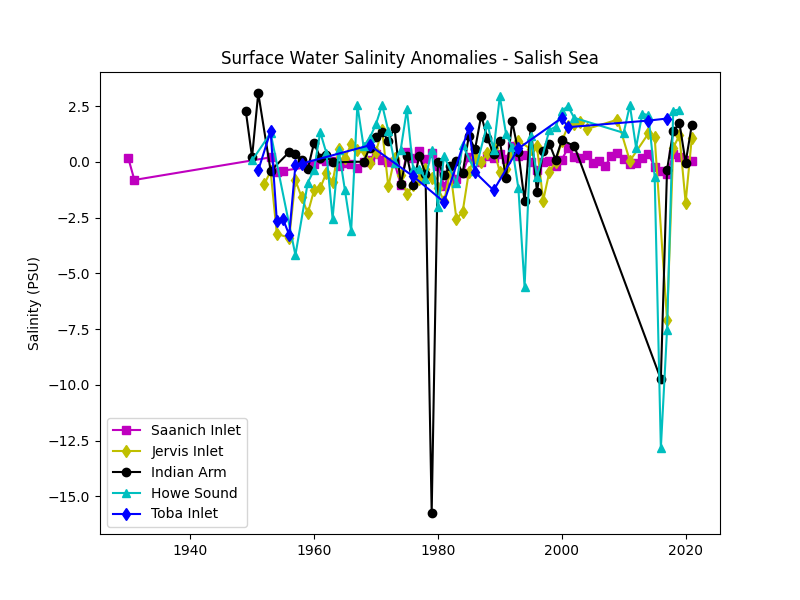 Surface Water Salinity Anomalies - Salish Sea
Salinity (PSU)
2.5
0.0
−2.5
−5.0
−7.5
−10.0
−12.5
−15.0
Saanich Inlet
Jervis Inlet
Indian Arm
Howe Sound
Toba Inlet
1940
1960
1980
2000
2020